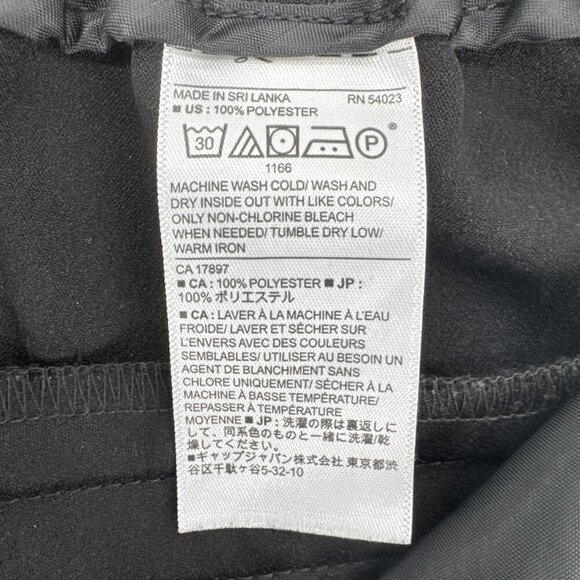 MADE IN SRI LANKA RN 54023
■ US : 100% POLYESTER
30 P
1166
MACHINE WASH COLD/ WASH AND
DRY INSIDE OUT WITH LIKE COLORS/
ONLY NON-CHLORINE BLEACH
WHEN NEEDED/ TUMBLE DRY LOW/
WARM IRON
CA 17897
■ CA : 100% POLYESTER ■ JP :
100% ポリエステル
■ CA : LAVER À LA MACHINE À L'EAU
FROIDE/ LAVER ET SÉCHER SUR
L'ENVERS AVEC DES COULEURS
SEMBLABLES/ UTILISER AU BESOIN UN
AGENT DE BLANCHIMENT SANS
CHLORE UNIQUEMENT/ SÉCHER À LA
MACHINE À BASSE TEMPÉRATURE/
REPASSER À TEMPÉRATURE
MOYENNE ■ JP : 洗濯の際は裏返しに
して、同系色のものと一緒に洗濯/乾
燥してください。
■ギャップジャパン株式会社 東京都渋
谷区千駄ヶ谷5-32-10